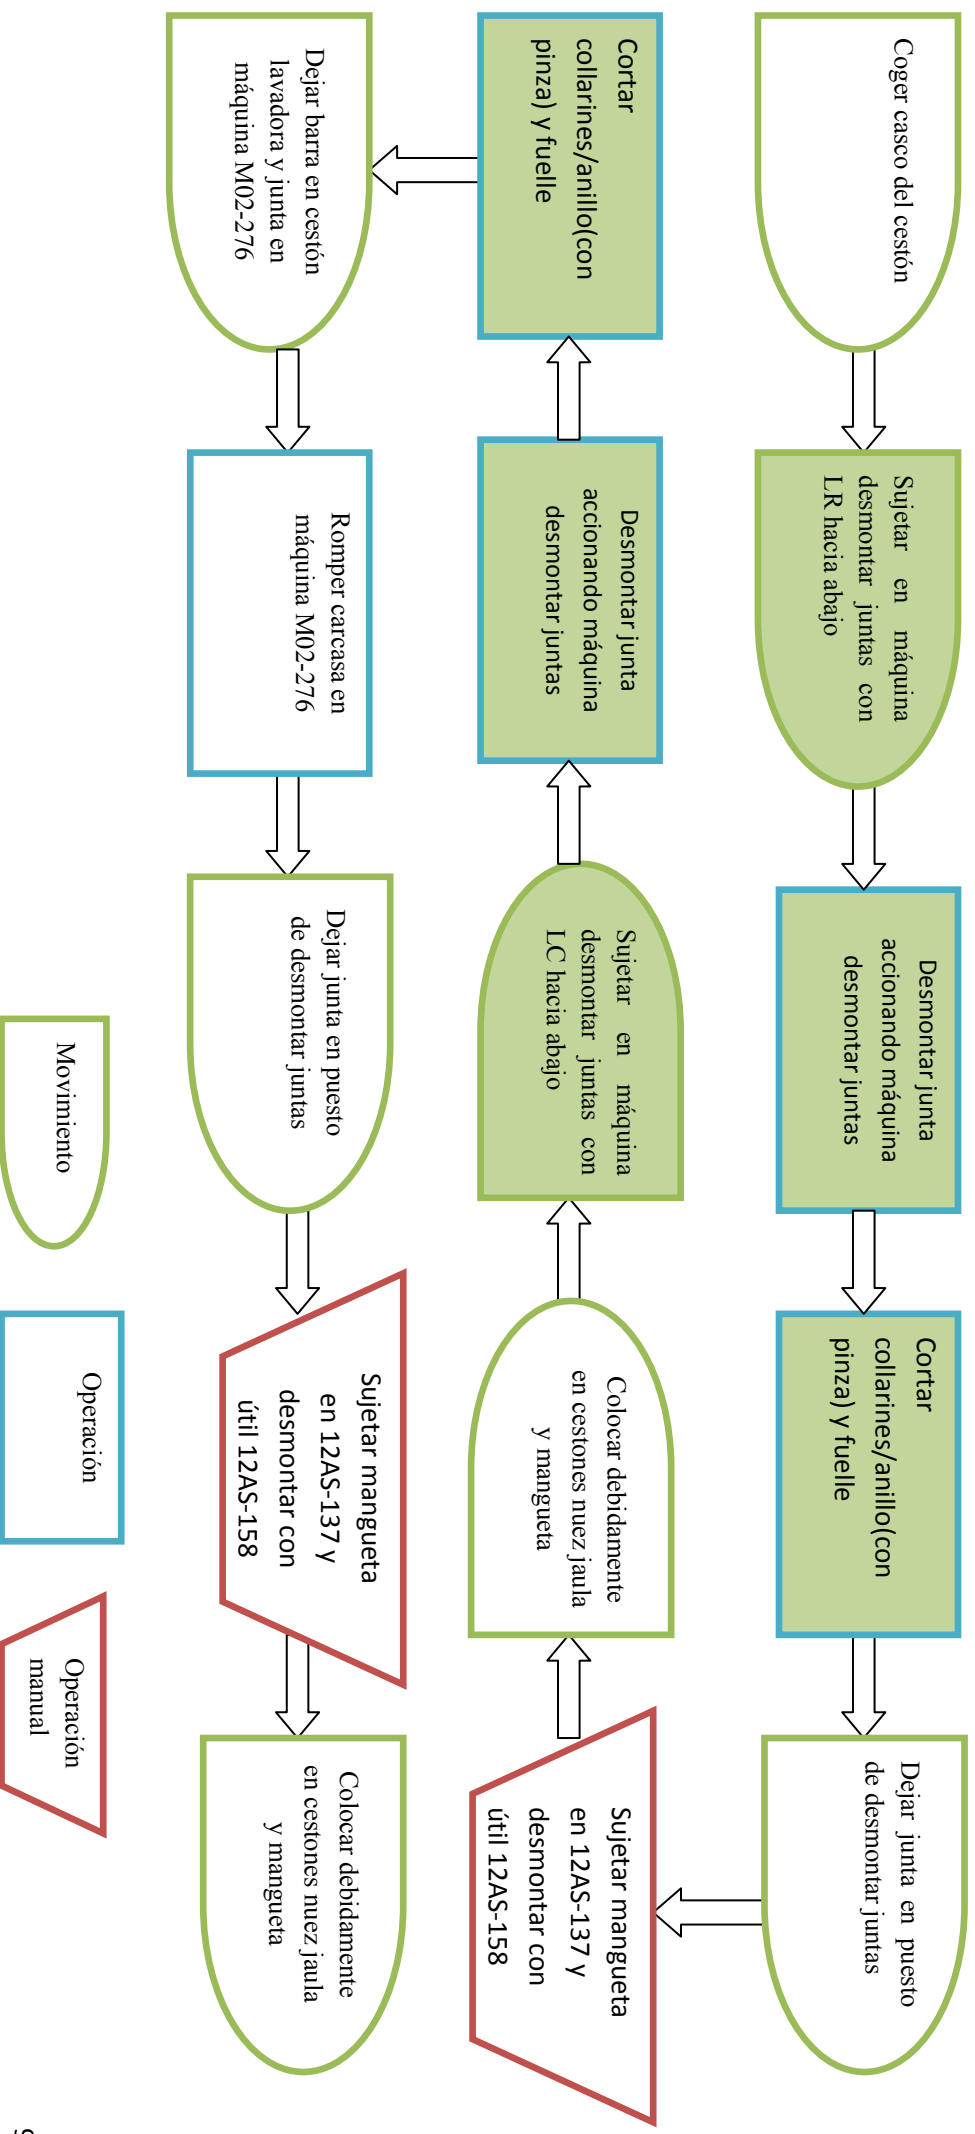 Coger casco del cestón
Sujetar en máquina
desmontar juntas con
LR hacia abajo
Desmontar junta
accionando máquina
desmontar juntas
Cortar
collarines/anillo(con
pinza) y fuelle
Dejar junta en puesto
de desmontar juntas
Sujetar mangueta
en 12AS-137 y
desmontar con
útil 12AS-158
Colocar debidamente
en cestones nuez jaula
y mangueta
Sujetar en máquina
desmontar juntas con
LC hacia abajo
Desmontar junta
accionando máquina
desmontar juntas
Cortar
collarines/anillo(con
pinza) y fuelle
Dejar barra en cestón
lavadora y junta en
máquina M02-276
Romper carcasa en
máquina M02-276
Dejar junta en puesto
de desmontar juntas
Sujetar mangueta
en 12AS-137 y
desmontar con
útil 12AS-158
Colocar debidamente
en cestones nuez jaula
y mangueta
Movimiento
Operación
Operación
manual